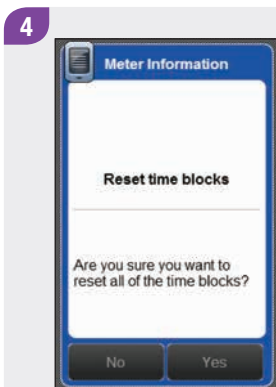 4
Meter Information
Reset time blocks
Are you sure you want to
reset all of the time blocks?
No
Yes